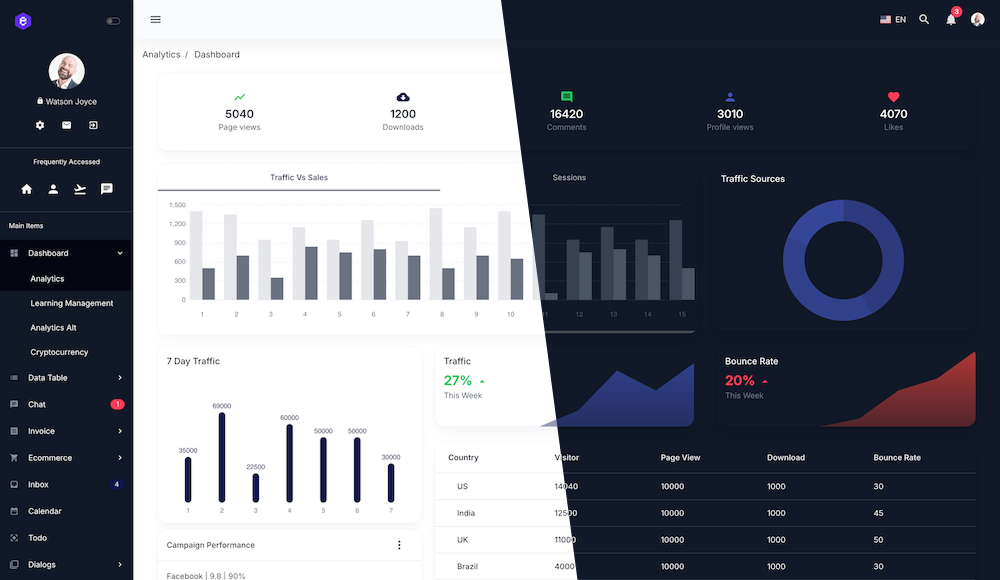 EN
3
Analytics / Dashboard
Watson Joyce
Frequently Accessed
Main Items
Dashboard
Analytics
Learning Management
Analytics Alt
Cryptocurrency
Data Table
Chat 1
Invoice
Ecommerce
Inbox 4
Calendar
Todo
Dialogs
5040 1200 16420 3010 4070
Page views Downloads Comments Profile views Likes
Traffic Vs Sales Sessions
1,500
1,200
900
600
300
0
1 2 3 4 5 6 7 8 9 10 11 12 13 14 15
Traffic Sources
7 Day Traffic
69000
60000
50000 50000
35000
30000
22500
1 2 3 4 5 6 7
Traffic
27%
This Week
Bounce Rate
20%
This Week
Country Visitor Page View Download Bounce Rate
US 14040 10000 1000 30
India 12500 10000 1000 45
UK 11000 10000 1000 50
Brazil 4000 10000 1000 30
Campaign Performance
Facebook | 9.8 | 90%